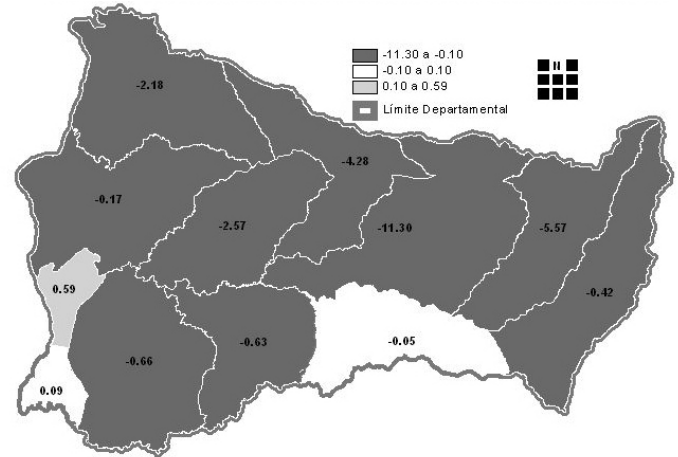 -11.30 a -0.10
-0.10 a 0.10
0.10 a 0.59
Límite Departamental
N
-2.18
-4.28
-0.17
-2.57
-11.30
-5.57
0.59
-0.42
-0.63
-0.05
-0.66
0.09